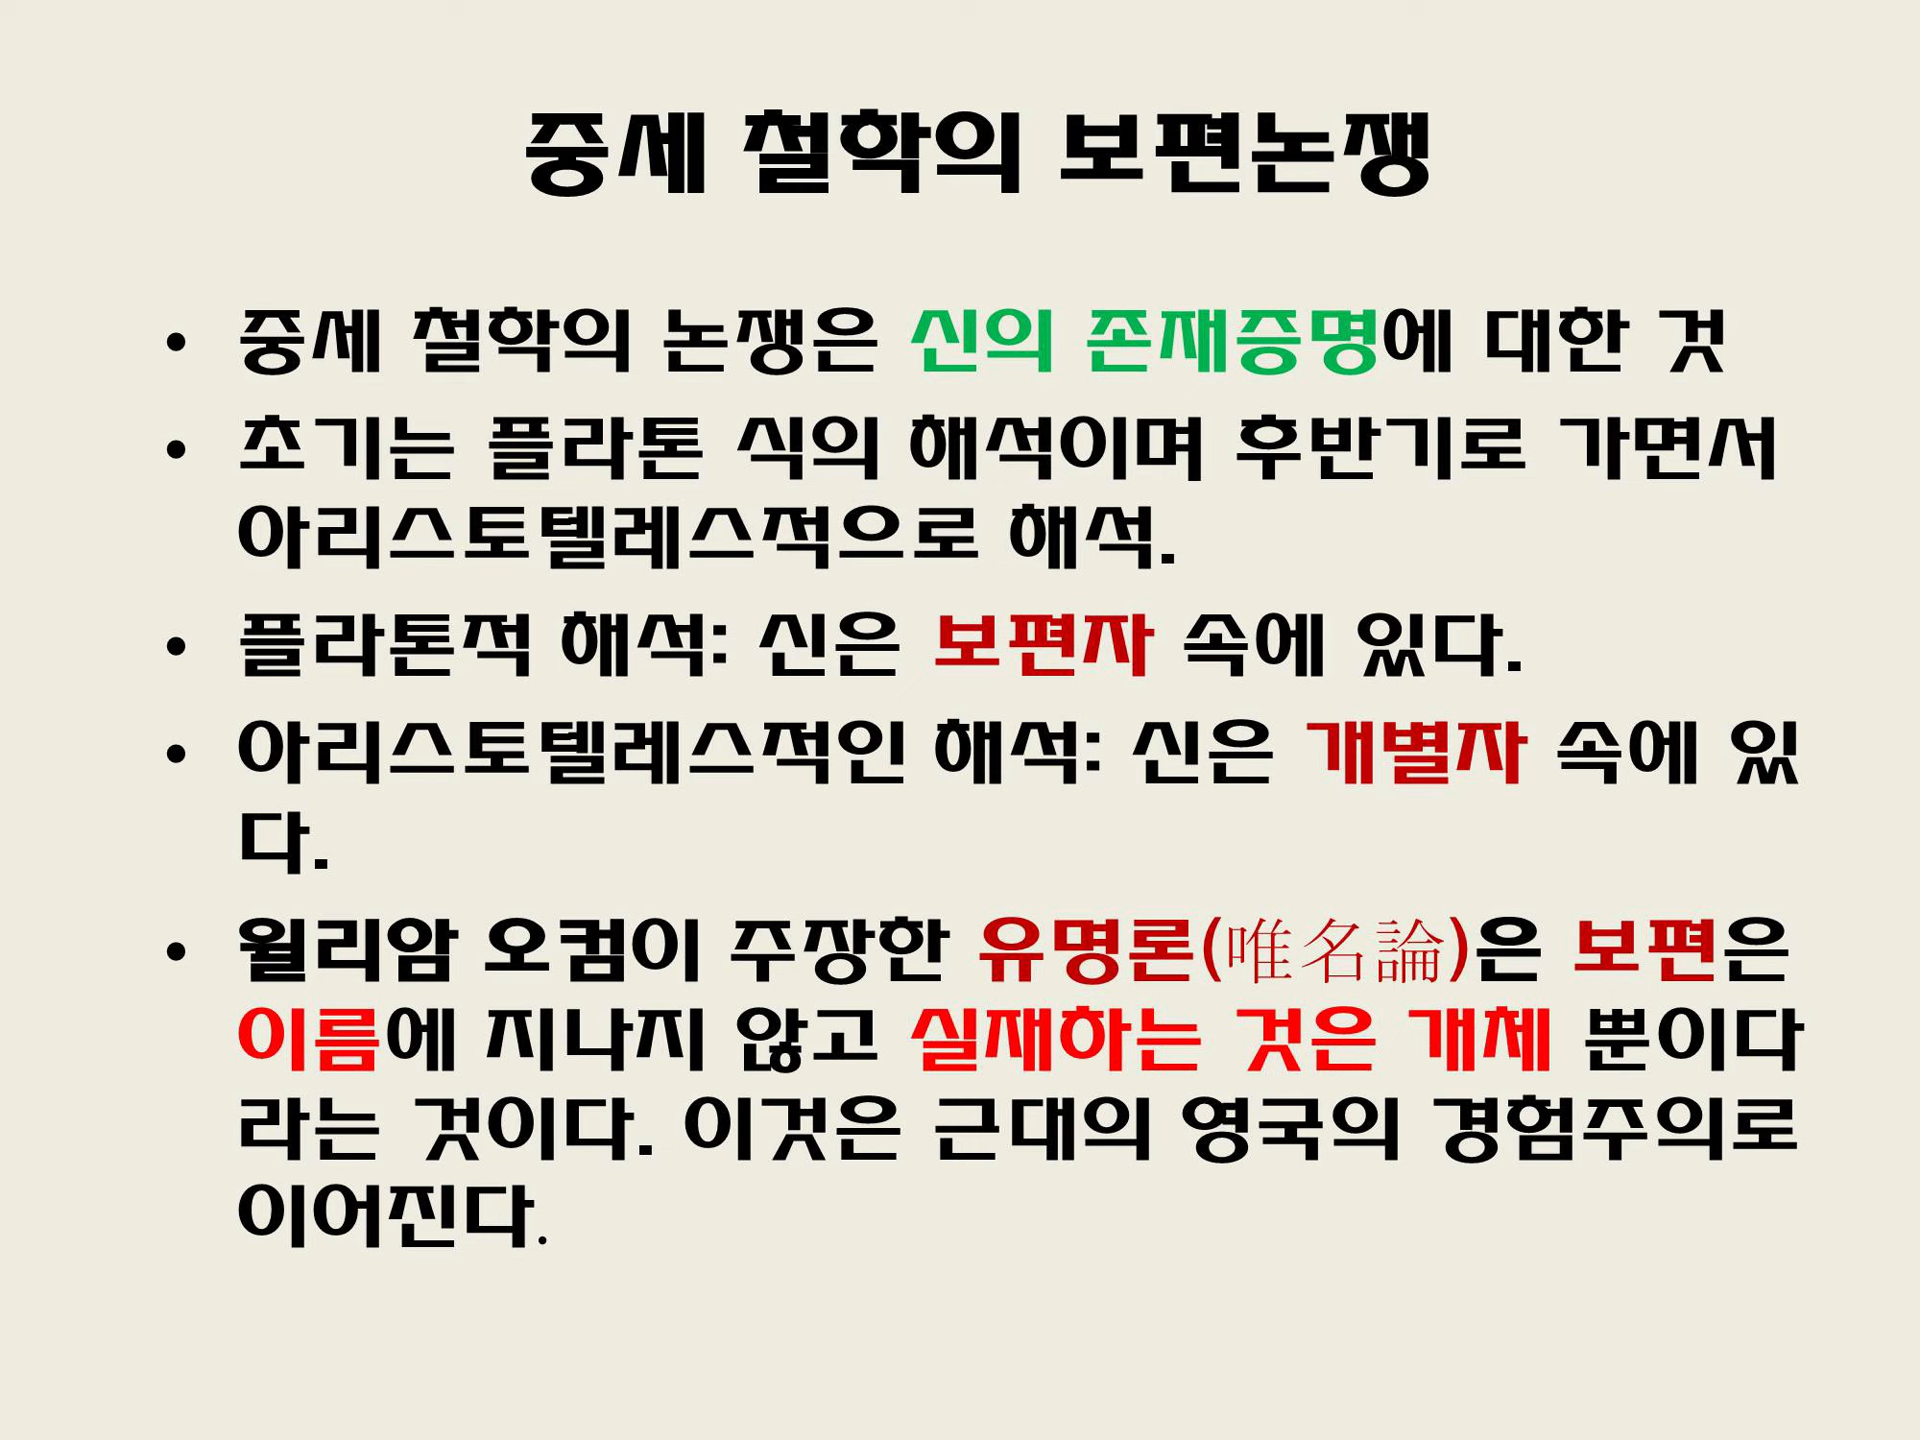 중세 철학의 보편논쟁
• 중세 철학의 논쟁은 신의 존재증명에 대한 것
• 초기는 플라톤 식의 해석이며 후반기로 가면서
아리스토텔레스적으로 해석.
• 플라톤적 해석: 신은 보편자 속에 있다.
• 아리스토텔레스적인 해석: 신은 개별자 속에 있
다.
• 윌리암 오컴이 주장한 유명론(唯名論)은 보편은
이름에 지나지 않고 실재하는 것은 개체 뿐이다
라는 것이다. 이것은 근대의 영국의 경험주의로
이어진다.